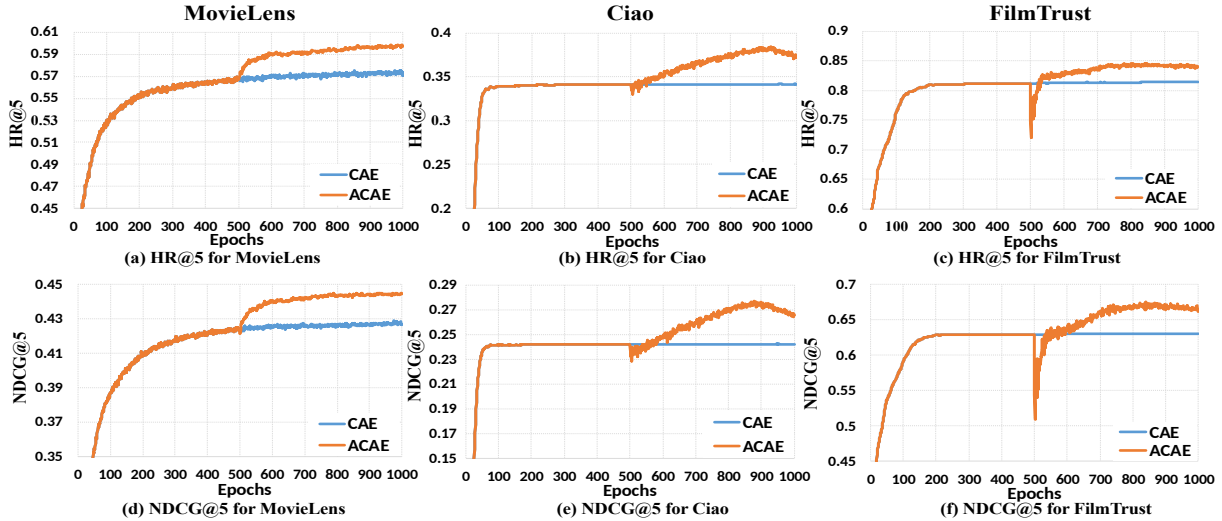 MovieLens
Ciao
FilmTrust
HR@5
0.61
0.59
0.57
0.55
0.53
0.51
0.49
0.47
0.45
CAE
ACAE
0 100 200 300 400 500 600 700 800 900 1000
Epochs
(a) HR@5 for MovieLens
HR@5
0.4
0.35
0.3
0.25
0.2
CAE
ACAE
0 100 200 300 400 500 600 700 800 900 1000
Epochs
(b) HR@5 for Ciao
HR@5
0.9
0.85
0.8
0.75
0.7
0.65
0.6
CAE
ACAE
0 100 200 300 400 500 600 700 800 900 1000
Epochs
(c) HR@5 for FilmTrust
NDCG@5
0.45
0.43
0.41
0.39
0.37
0.35
CAE
ACAE
0 100 200 300 400 500 600 700 800 900 1000
Epochs
(d) NDCG@5 for MovieLens
NDCG@5
0.29
0.27
0.25
0.23
0.21
0.19
0.17
0.15
CAE
ACAE
0 100 200 300 400 500 600 700 800 900 1000
Epochs
(e) NDCG@5 for Ciao
NDCG@5
0.7
0.65
0.6
0.55
0.5
0.45
CAE
ACAE
0 100 200 300 400 500 600 700 800 900 1000
Epochs
(f) NDCG@5 for FilmTrust